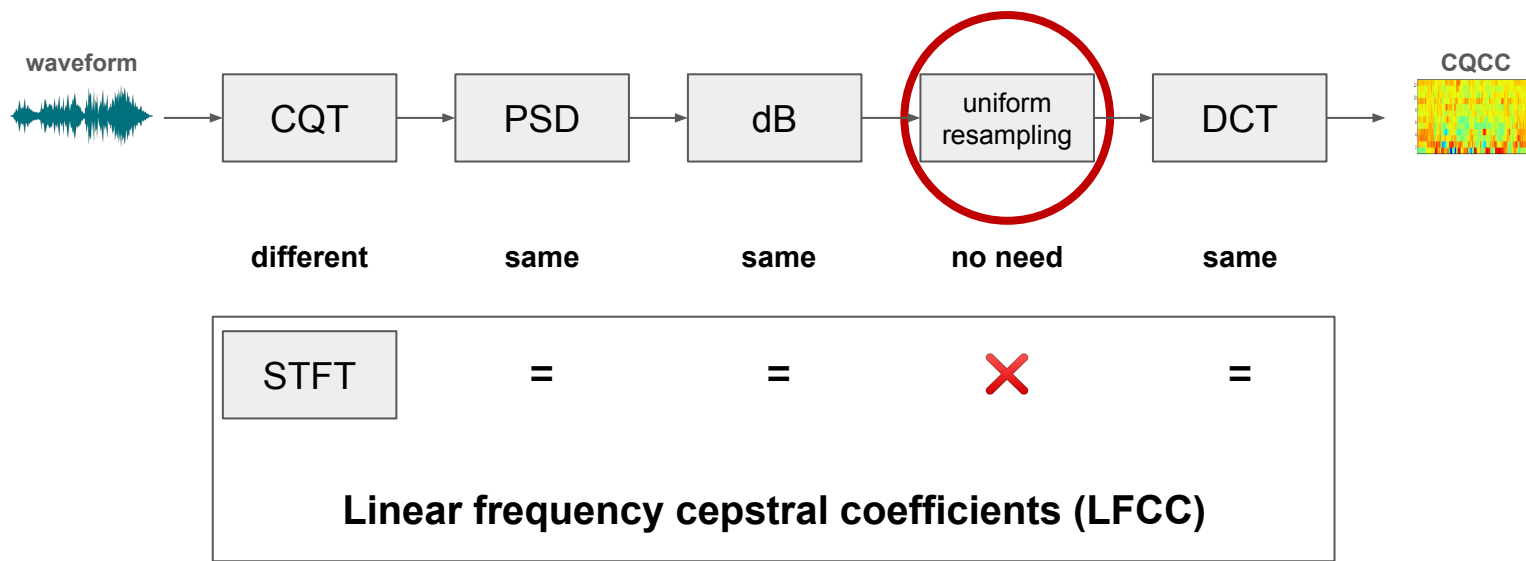 waveform
CQCC
CQT
PSD
dB
uniform
resampling
DCT
different
same
same
no need
same
STFT
=
=
❌
=
Linear frequency cepstral coefficients (LFCC)